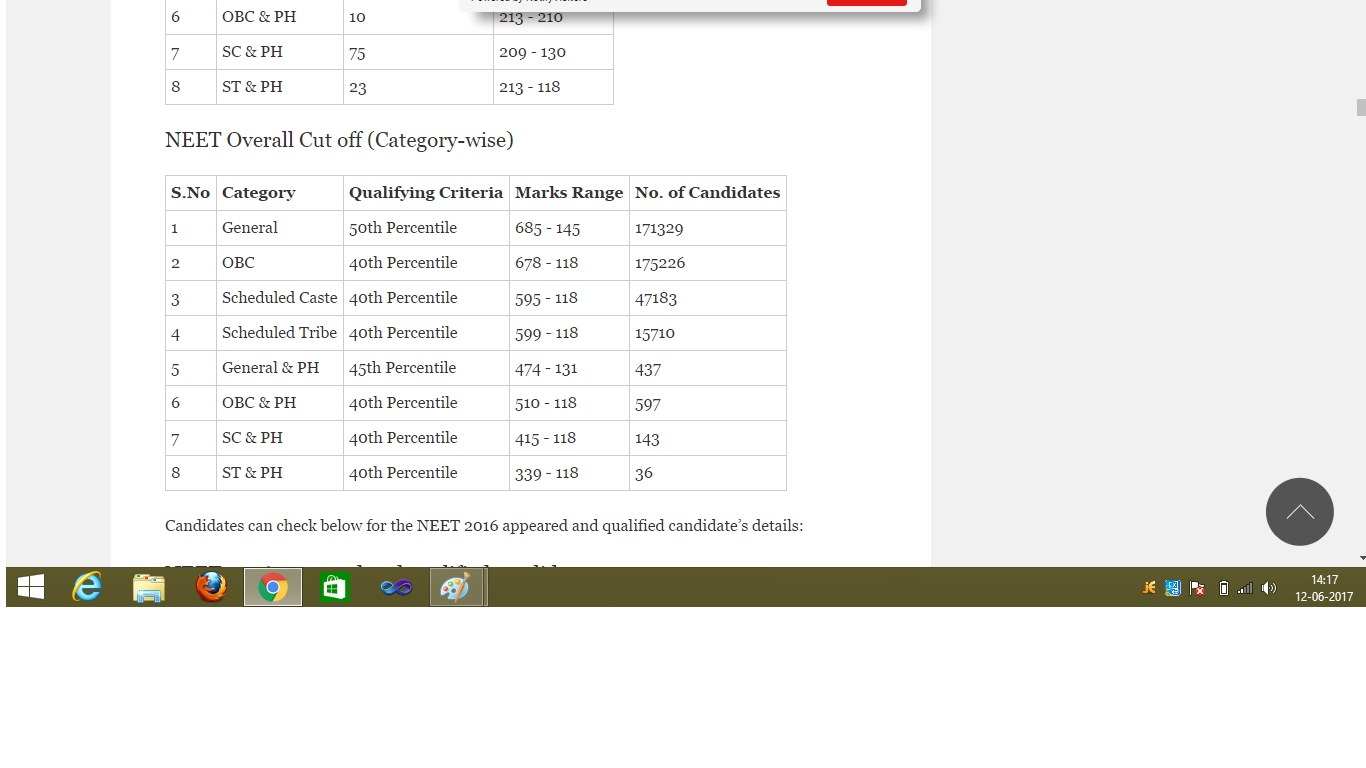 6 OBC & PH 10 213 - 210
7 SC & PH 75 209 - 130
8 ST & PH 23 213 - 118
NEET Overall Cut off (Category-wise)
S.No Category Qualifying Criteria Marks Range No. of Candidates
1 General 50th Percentile 685 - 145 171329
2 OBC 40th Percentile 678 - 118 175226
3 Scheduled Caste 40th Percentile 595 - 118 47183
4 Scheduled Tribe 40th Percentile 599 - 118 15710
5 General & PH 45th Percentile 474 - 131 437
6 OBC & PH 40th Percentile 510 - 118 597
7 SC & PH 40th Percentile 415 - 118 143
8 ST & PH 40th Percentile 339 - 118 36
Candidates can check below for the NEET 2016 appeared and qualified candidate's details:
14:17
12-06-2017